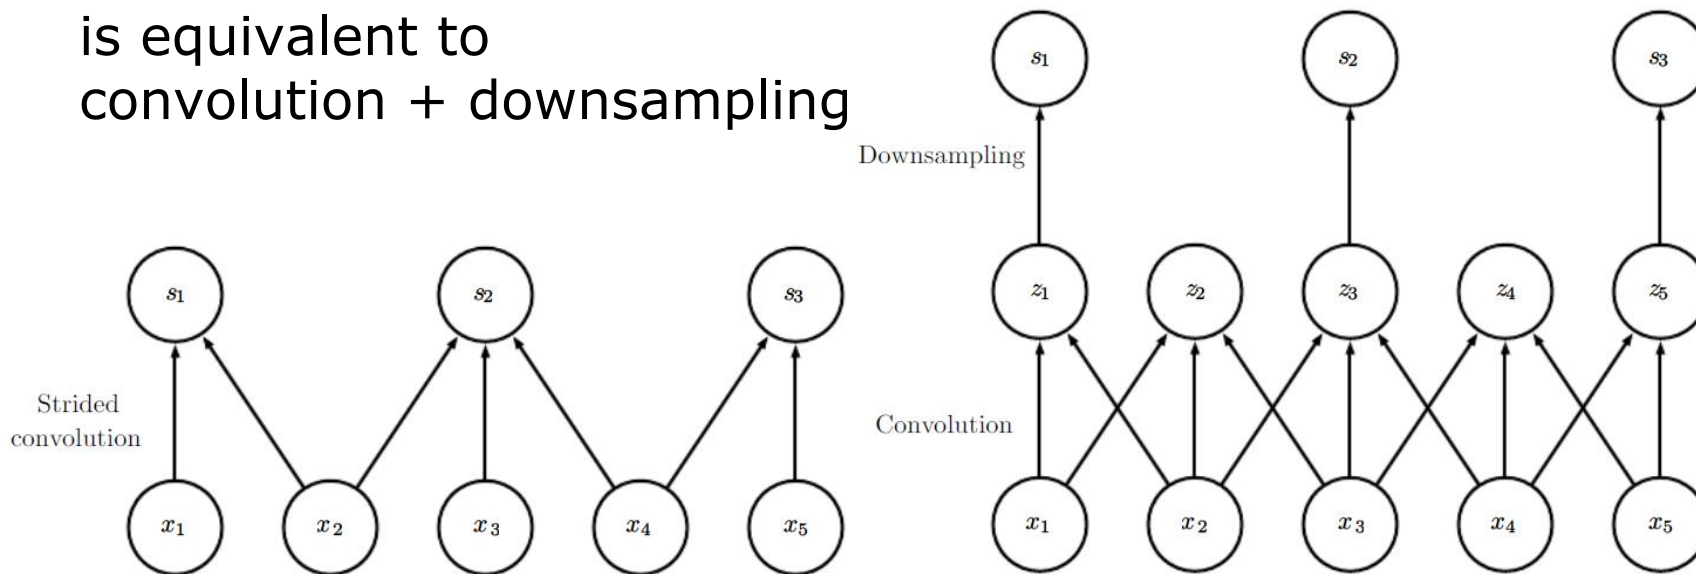 is equivalent to
convolution + downsampling
s1 s2 s3
Downsampling
s1 s2 s3
z1 z2 z3 z4 z5
Strided
convolution
Convolution
x1 x2 x3 x4 x5
x1 x2 x3 x4 x5